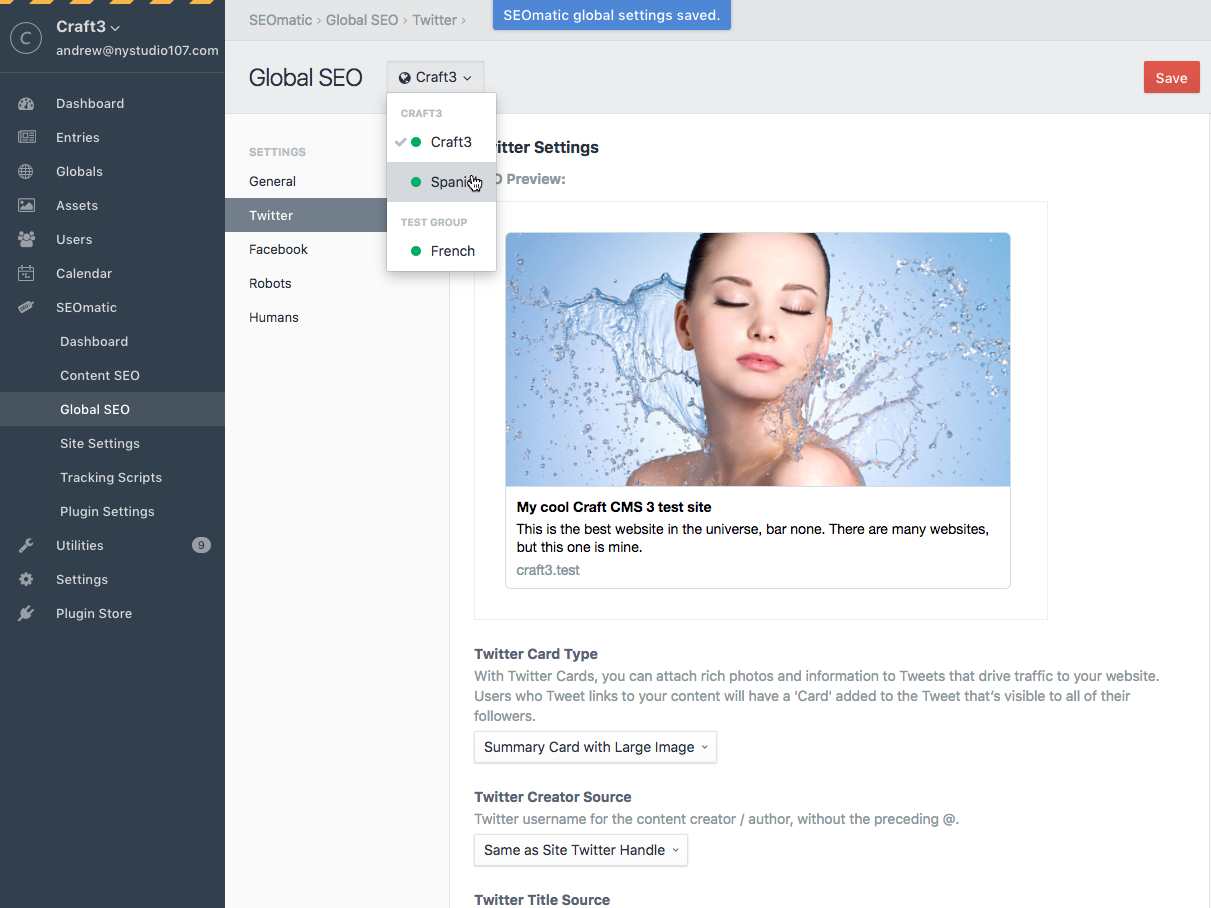 SEOmatic global settings saved.
C
Craft3
andrew@nystudio107.com
SEOmatic › Global SEO › Twitter ›
Global SEO
Craft3
Save
Dashboard
Entries
Globals
Assets
Users
Calendar
SEOmatic
Dashboard
Content SEO
Global SEO
Site Settings
Tracking Scripts
Plugin Settings
Utilities
9
Settings
Plugin Store
SETTINGS
General
Twitter
Facebook
Robots
Humans
CRAFT3
Craft3
TEST GROUP
French
Settings
Preview:
My cool Craft CMS 3 test site
This is the best website in the universe, bar none. There are many websites,
but this one is mine.
craft3.test
Twitter Card Type
With Twitter Cards, you can attach rich photos and information to Tweets that drive traffic to your website.
Users who Tweet links to your content will have a 'Card' added to the Tweet that's visible to all of their
followers.
Summary Card with Large Image
Twitter Creator Source
Twitter username for the content creator / author, without the preceding @.
Same as Site Twitter Handle
Twitter Title Source